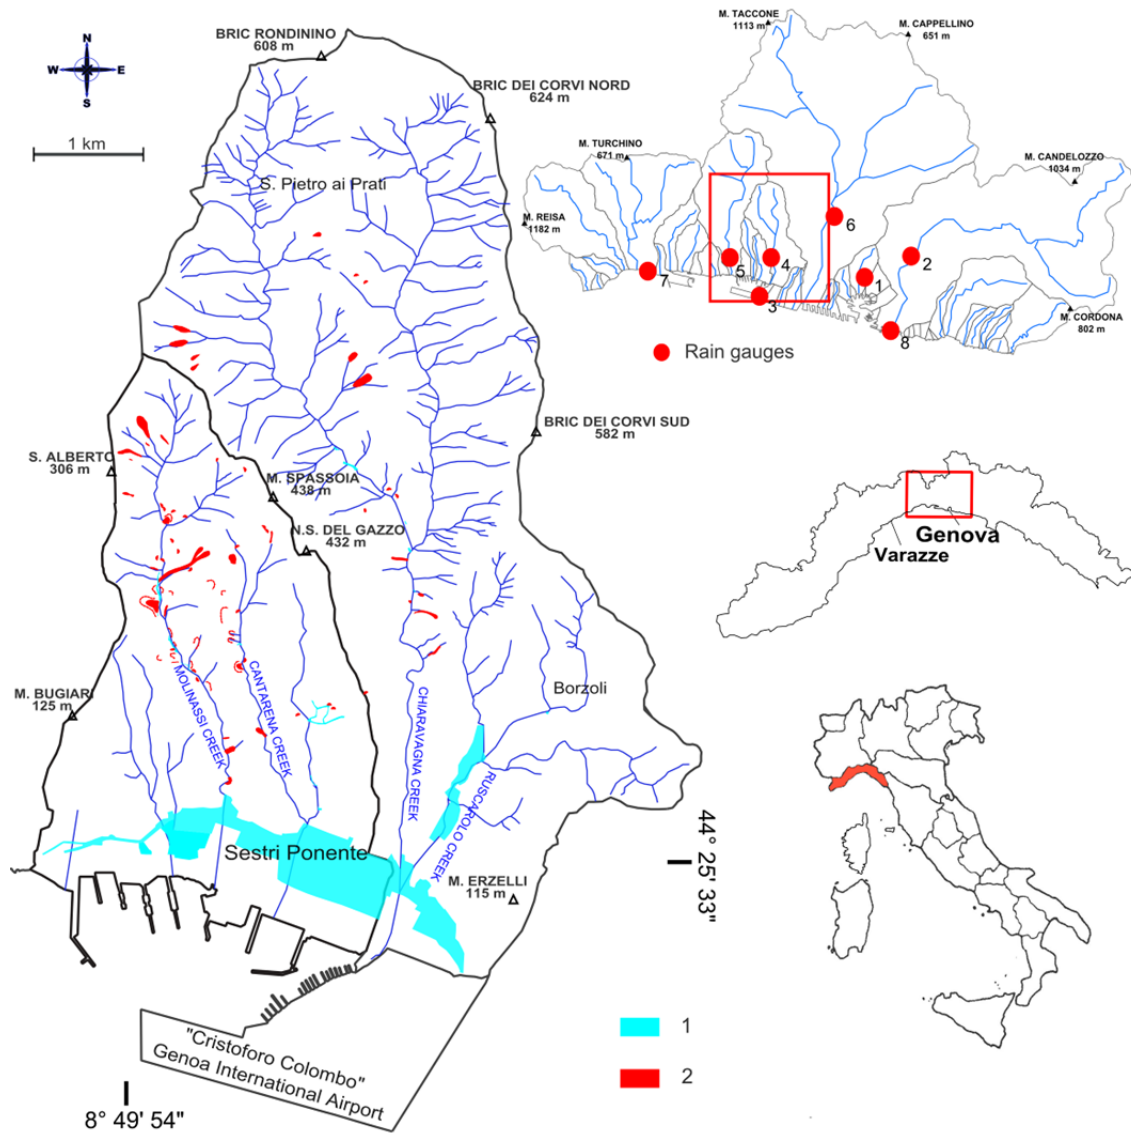 BRIC RONDININO
608 m
N
W
E
S
1 km
BRIC DEI CORVI NORD
624 m
S. Pietro ai Prati
BRIC DEI CORVI SUD
582 m
S. ALBERTO
306 m
M. SPASSOIA
438 m
N.S. DEL GAZZO
432 m
M. BUGIARI
125 m
MOLINASSI CREEK
CANTARENA CREEK
CHIARAVAGNA CREEK
RUSCAROLO CREEK
Borzoli
Sestri Ponente
M. ERZELLI
115 m
"Cristoforo Colombo"
Genoa International Airport
8° 49' 54"
44° 25' 33"
M. TACCONE
1113 m
M. CAPPELLINO
651 m
M. TURCHINO
671 m
M. CANDELOZZO
1034 m
M. REISA
1182 m
6
2
5
4
7
1
3
8
M. CORDONA
802 m
Rain gauges
Genova
Varazze
1
2